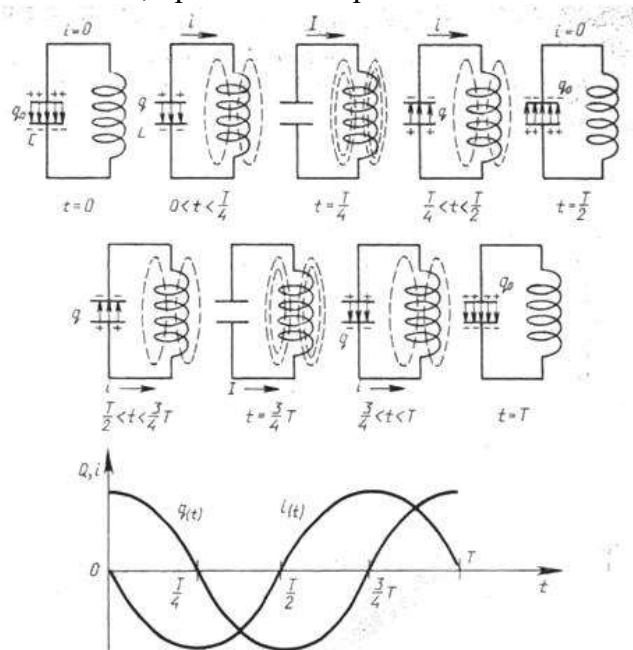 i=0 i I i i=0
++ ++ ++ + + - - - - - -
q₀ q q q₀
C L
- - - - - - - + + + + + +
t=0 0<t<T/4 t=T/4 T/4<t<T/2 t=T/2
- - - + + ++ ++ ++
q q q₀
+ + + - - -
i I i
T/2<t<3/4T t=3/4T 3/4<t<T t=T
Q,i
q(t) i(t)
0 T/4 T/2 3/4T T
t